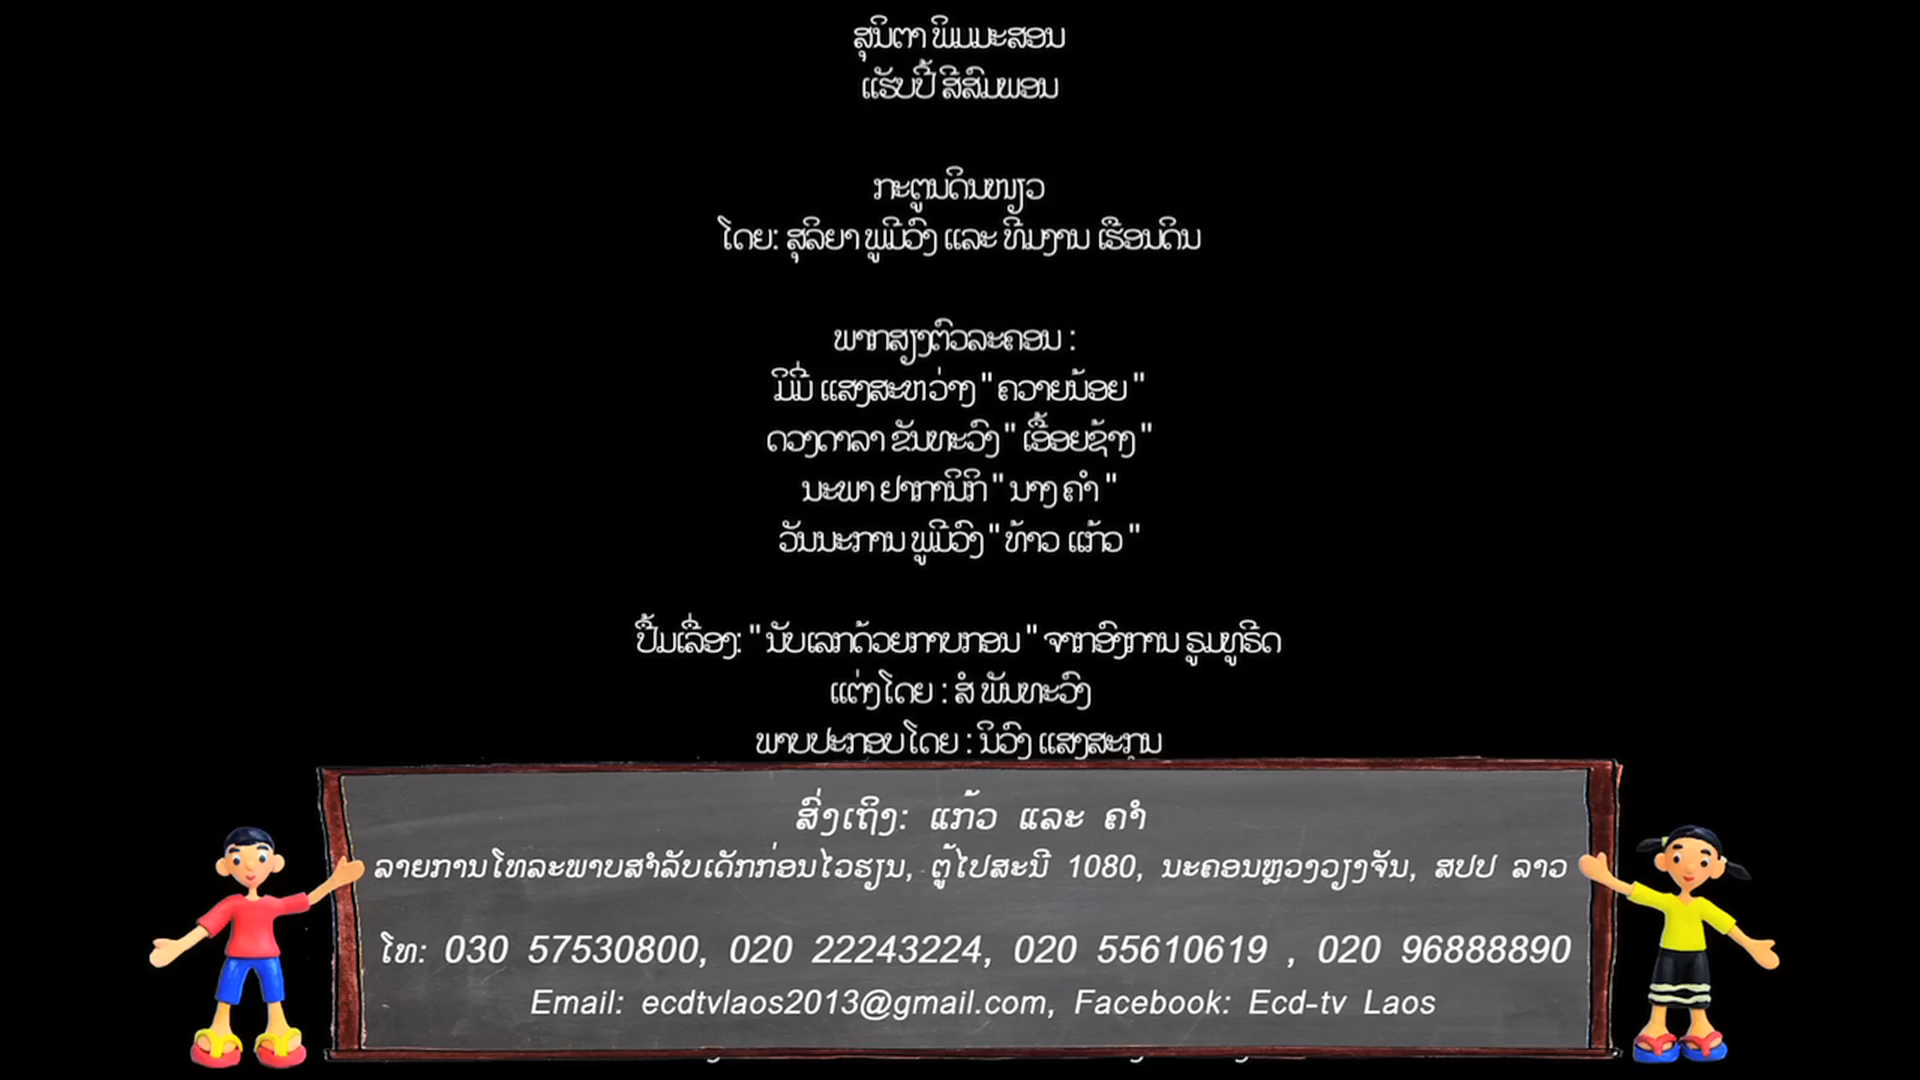 ສຸນິຕາ ພິມມະສອນ
ແຮັບປີ້ ສີສົມພອນ
ກະຕູນດິນໜຽວ
ໂດຍ: ສຸລິຍາ ພູມີວົງ ແລະ ທີມງານ ເຮືອນດິນ
ພາກສຽງຕົວລະຄອນ :
ມີມີ່ ແສງສະຫວ່າງ " ຄວາຍນ້ອຍ "
ດວງດາລາ ຂັນທະວົງ " ເອື້ອຍຊ້າງ "
ນະພາ ຢາການິກິ " ນາງ ຄຳ "
ວັນນະການ ພູມີວົງ " ທ້າວ ແກ້ວ "
ປື້ມເລື່ອງ: " ນັບເລກດ້ວຍກາບກອນ " ຈາກອົງການ ຣູມທູຣີດ
ແຕ່ງໂດຍ : ສໍ ພັນທະວົງ
ພາບປະກອບໂດຍ : ນິວົງ ແສງສະກຸນ
ສົ່ງເຖິງ: ແກ້ວ ແລະ ຄຳ
ລາຍການໂທລະພາບສຳລັບເດັກກ່ອນໄວຮຽນ, ຕູ້ໄປສະນີ 1080, ນະຄອນຫຼວງວຽງຈັນ, ສປປ ລາວ
ໂທ: 030 57530800, 020 22243224, 020 55610619 , 020 96888890
Email: ecdtvlaos2013@gmail.com, Facebook: Ecd-tv Laos